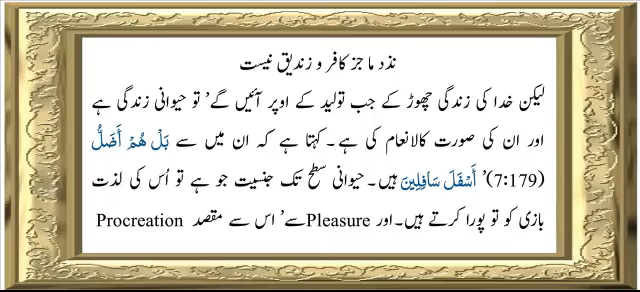 نذد ما جز کافر و زندیق نیست
لیکن خدا کی زندگی چھوڑ کے جب تولید کے اوپر آئیں گے’ تو حیوانی زندگی ہے
اور ان کی صورت کالانعام کی ہے۔ کہتا ہے کہ ان میں سے بَلْ هُمْ أَضَلُّ
(7:179)’ أَسْفَلَ سَافِلِينَ ہیں۔ حیوانی سطح تک جنسیت جو ہے تو اُس کی لذت
بازی کو تو پورا کرتے ہیں۔ اور Pleasure سے’ اس سے مقصد Procreation